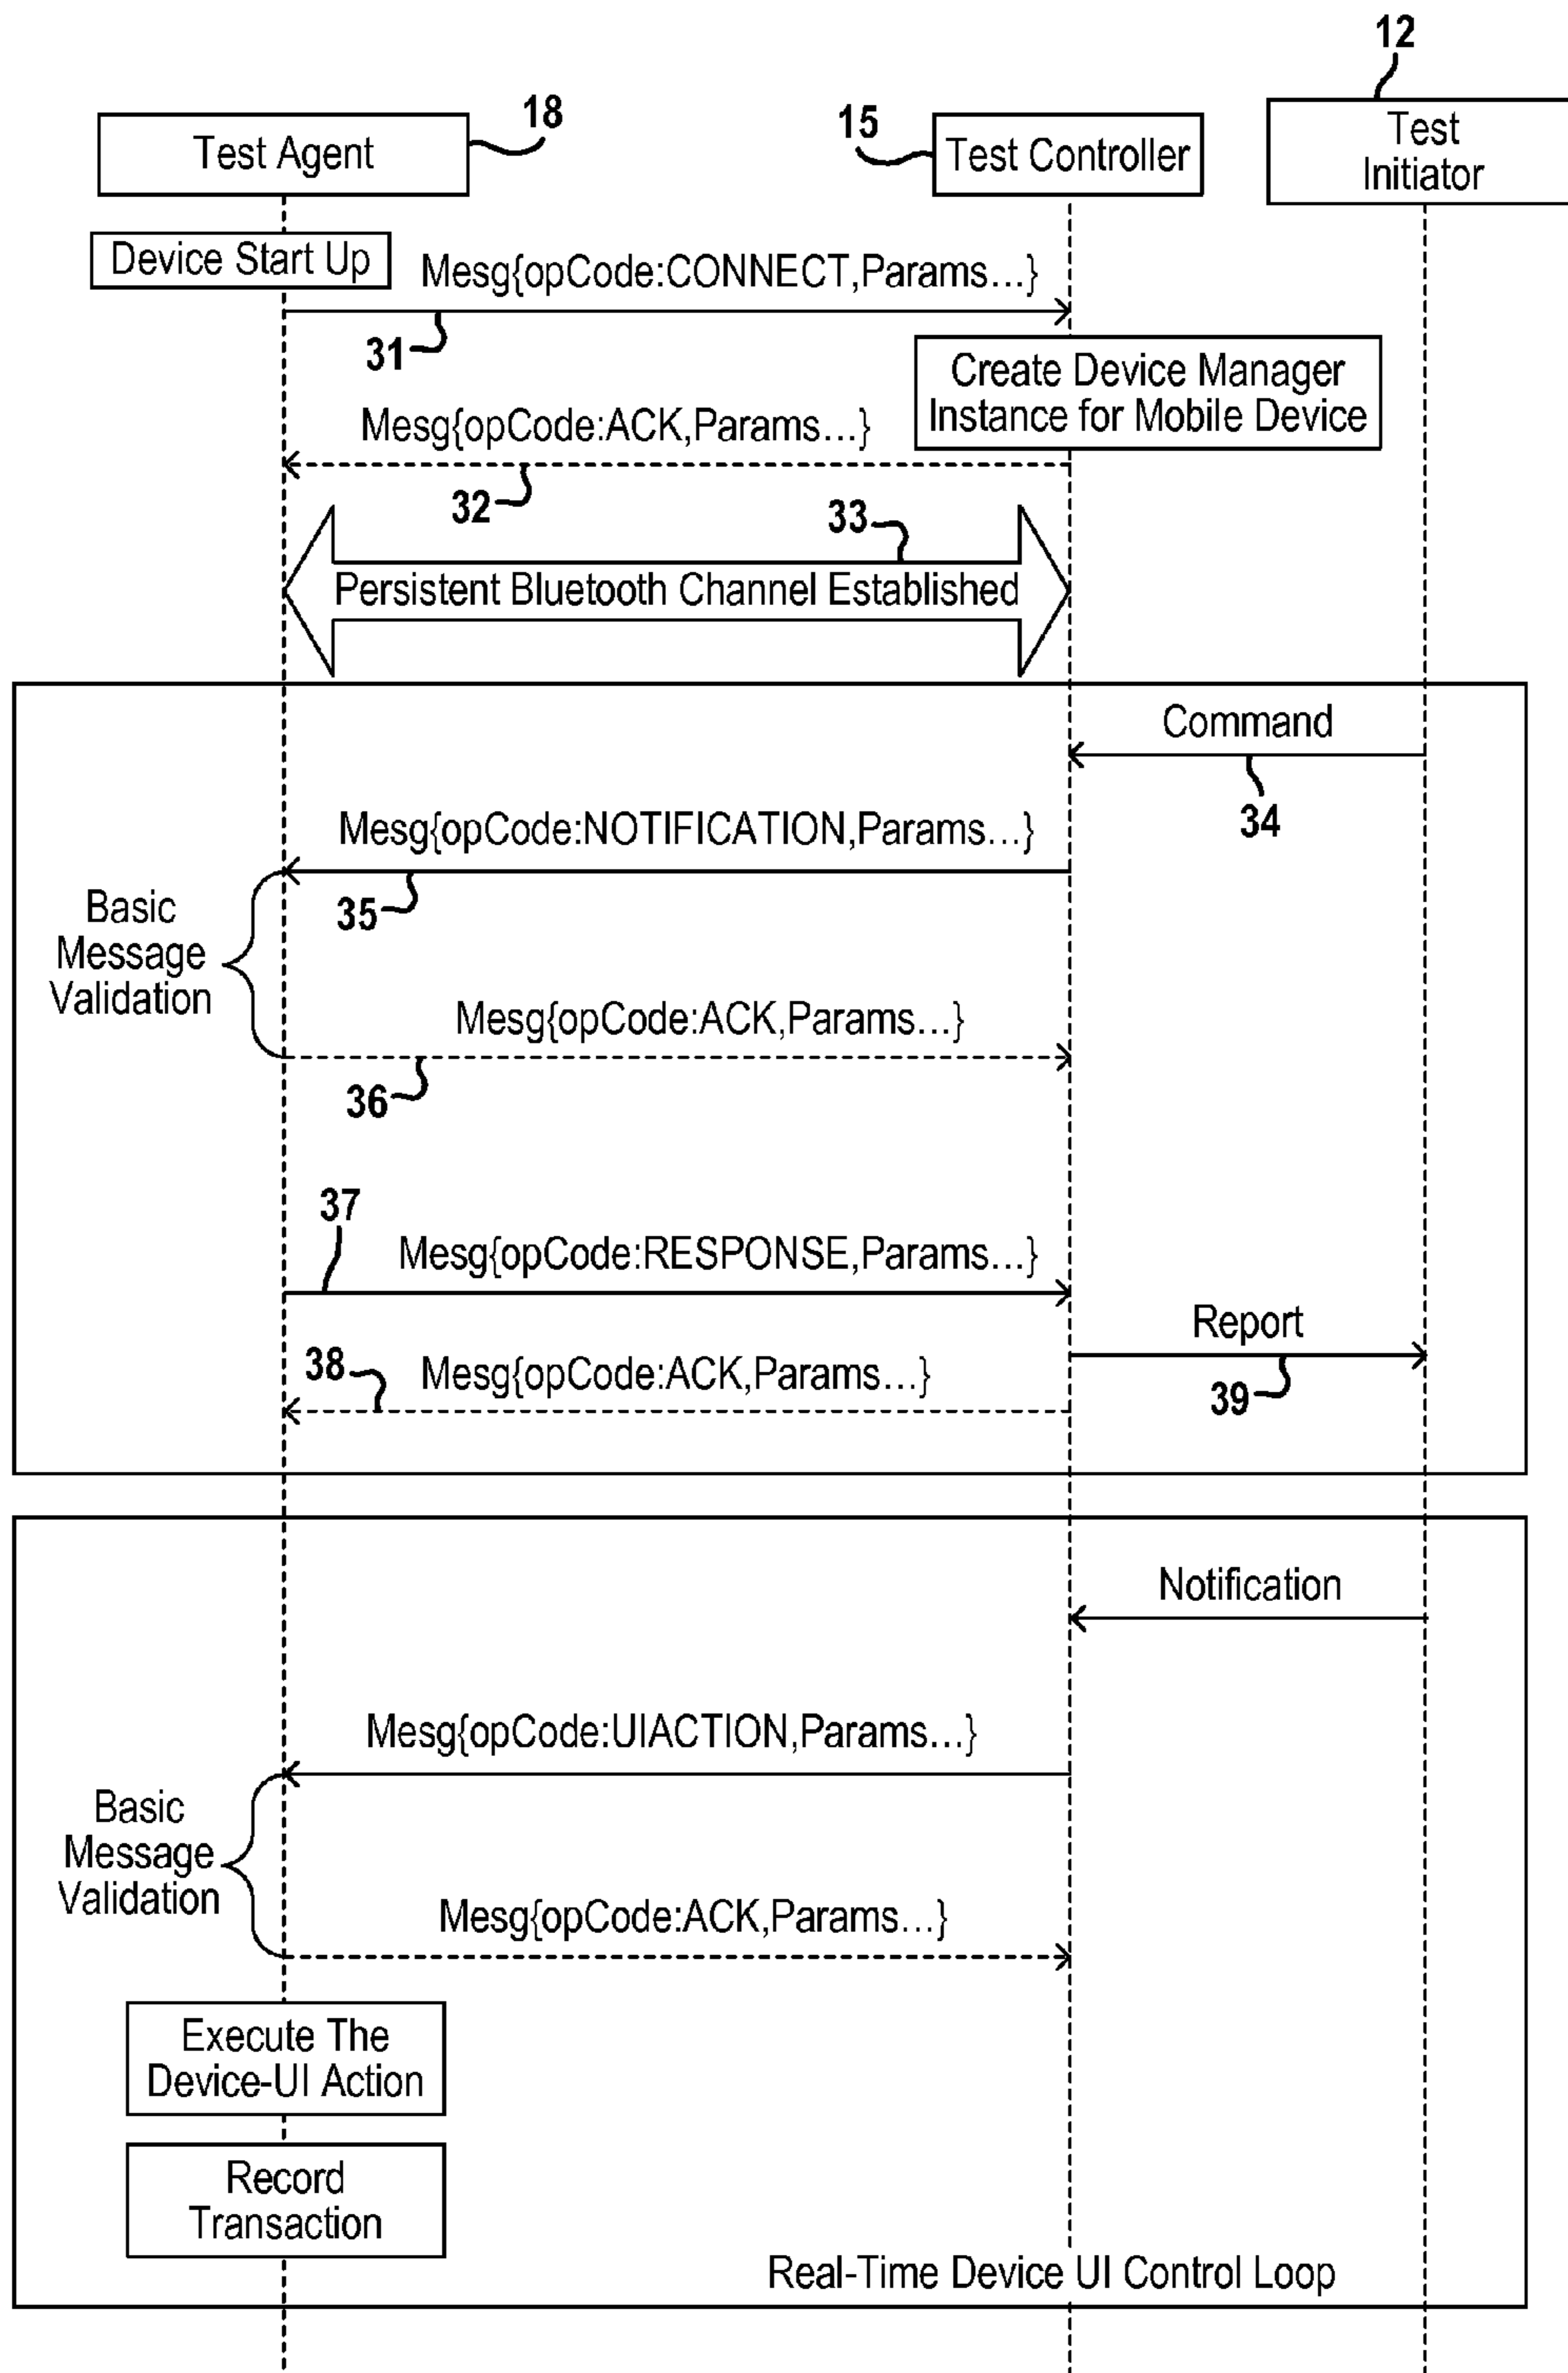 12
18
15
Test Agent
Test Controller
Test
Initiator
Device Start Up
Mesg{opCode:CONNECT,Params...}
31
Create Device Manager
Instance for Mobile Device
Mesg{opCode:ACK,Params...}
32
33
Persistent Bluetooth Channel Established
Command
34
Mesg{opCode:NOTIFICATION,Params...}
35
Basic
Message
Validation
Mesg{opCode:ACK,Params...}
36
37
Mesg{opCode:RESPONSE,Params...}
Report
38
Mesg{opCode:ACK,Params...}
39
Notification
Mesg{opCode:UIACTION,Params...}
Basic
Message
Validation
Mesg{opCode:ACK,Params...}
Execute The
Device-UI Action
Record
Transaction
Real-Time Device UI Control Loop